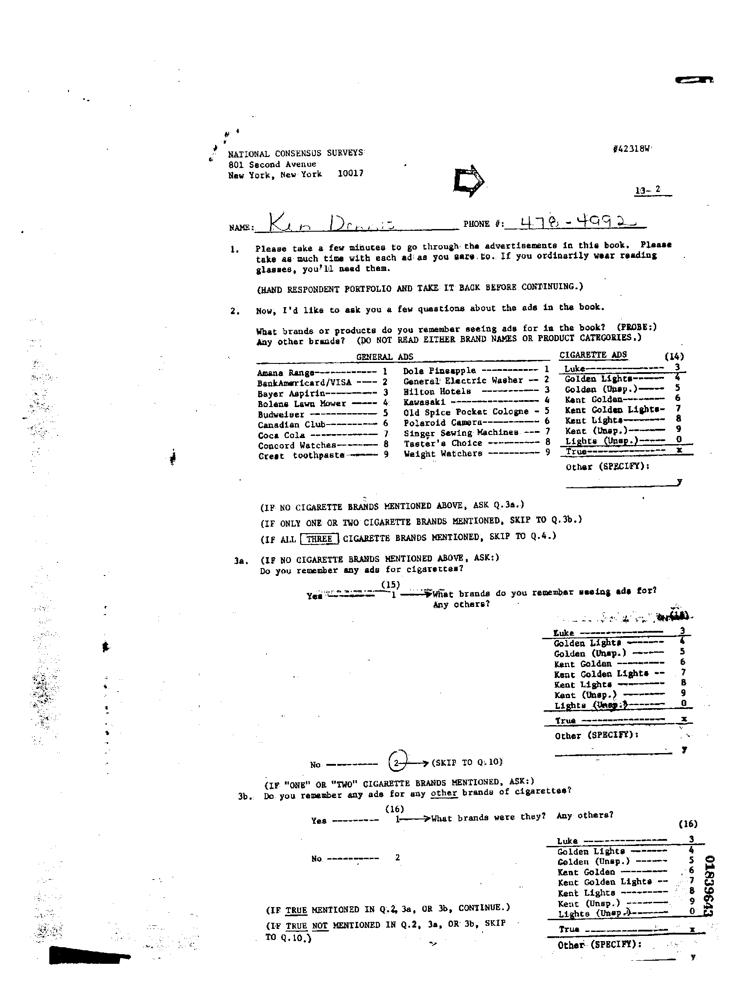 #42318W
NATIONAL CONSENSUS SURVEYS
801 Second Avenue
New York, New York 10017
13- 2
NAME: Ken PHONE #: 478-4992
1. Please take a few minutes to go through the advertisements in this book. Please
take as much time with each ad as you care to. If you ordinarily wear reading
glasses, you'll need them.
(HAND RESPONDENT PORTFOLIO AND TAKE IT BACK BEFORE CONTINUING.)
2. Now, I'd like to ask you a few questions about the ads in the book.
What brands or products do you remember seeing ads for in the book? (PROBE:)
Any other brands? (DO NOT READ EITHER BRAND NAMES OR PRODUCT CATEGORIES.)
GENERAL ADS CIGARETTE ADS (14)
Amana Range------------ 1 Dole Pineapple ----------- 1 Luke---------------- 3
BankAmericard/VISA ---- 2 General Electric Washer -- 2 Golden Lights------- 4
Bayer Aspirin---------- 3 Hilton Hotels ----------- 3 Golden (Unsp.)------ 5
Bolens Lawn Mower ----- 4 Kawasaki ----------------- 4 Kent Golden--------- 6
Budweiser ------------- 5 Old Spice Pocket Cologne - 5 Kent Golden Lights- 7
Canadian Club---------- 6 Polaroid Camera----------- 6 Kent Lights--------- 8
Coca Cola ------------- 7 Singer Sewing Machines --- 7 Kent (Unsp.)-------- 9
Concord Watches-------- 8 Taster's Choice ---------- 8 Lights (Unsp.)----- 0
Crest toothpaste ------ 9 Weight Watchers ---------- 9 True---------------- x
Other (SPECIFY):
y
(IF NO CIGARETTE BRANDS MENTIONED ABOVE, ASK Q.3a.)
(IF ONLY ONE OR TWO CIGARETTE BRANDS MENTIONED, SKIP TO Q.3b.)
(IF ALL THREE CIGARETTE BRANDS MENTIONED, SKIP TO Q.4.)
3a. (IF NO CIGARETTE BRANDS MENTIONED ABOVE, ASK:)
Do you remember any ads for cigarettes?
(15)
Yes --------- 1 What brands do you remember seeing ads for?
Any others?
Luke --------------- 3
Golden Lights ------- 4
Golden (Unsp.) ------ 5
Kent Golden --------- 6
Kent Golden Lights -- 7
Kent Lights --------- 8
Kent (Unsp.) -------- 9
Lights (Unsp.)------- 0
True ---------------- x
Other (SPECIFY):
y
No --------- 2 (SKIP TO Q.10)
(IF "ONE" OR "TWO" CIGARETTE BRANDS MENTIONED, ASK:)
3b. Do you remember any ads for any other brands of cigarettes?
(16)
Yes --------- 1 What brands were they? Any others?
(16)
Luke ---------------- 3
Golden Lights ------- 4
No ---------- 2
Golden (Unsp.) ------ 5
Kent Golden --------- 6
Kent Golden Lights -- 7
Kent Lights --------- 8
Kent (Unsp.) -------- 9
Lights (Unsp.)------- 0
True ---------------- x
Other (SPECIFY):
y
(IF TRUE MENTIONED IN Q.2, 3a, OR 3b, CONTINUE.)
(IF TRUE NOT MENTIONED IN Q.2, 3a, OR 3b, SKIP
TO Q.10.)
01839643